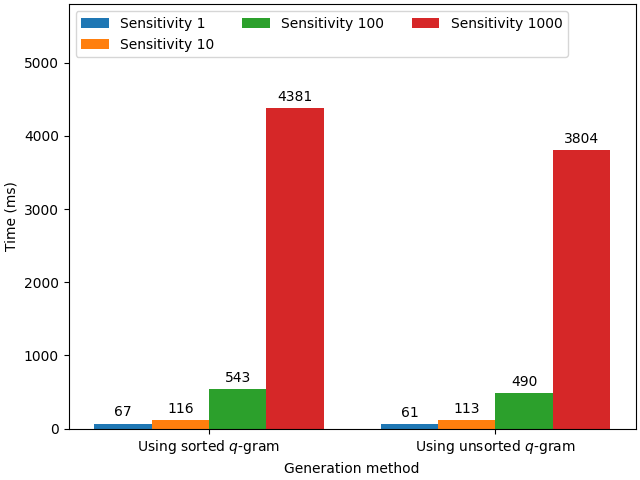 Sensitivity 1
Sensitivity 10
Sensitivity 100
Sensitivity 1000
Time (ms)
5000
4000
3000
2000
1000
0
67
116
543
4381
61
113
490
3804
Using sorted q-gram
Using unsorted q-gram
Generation method